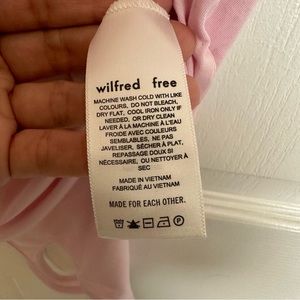 wilfred free
MACHINE WASH COLD WITH LIKE
COLOURS, DO NOT BLEACH,
DRY FLAT, COOL IRON ONLY IF
NEEDED, OR DRY CLEAN
LAVER À LA MACHINE À L'EAU
FROIDE AVEC COULEURS
SEMBLABLES, NE PAS
JAVELISER, SÉCHER À PLAT,
REPASSAGE DOUX SI
NÉCESSAIRE, OU NETTOYER À
SEC
MADE IN VIETNAM
FABRIQUÉ AU VIETNAM
MADE FOR EACH OTHER.